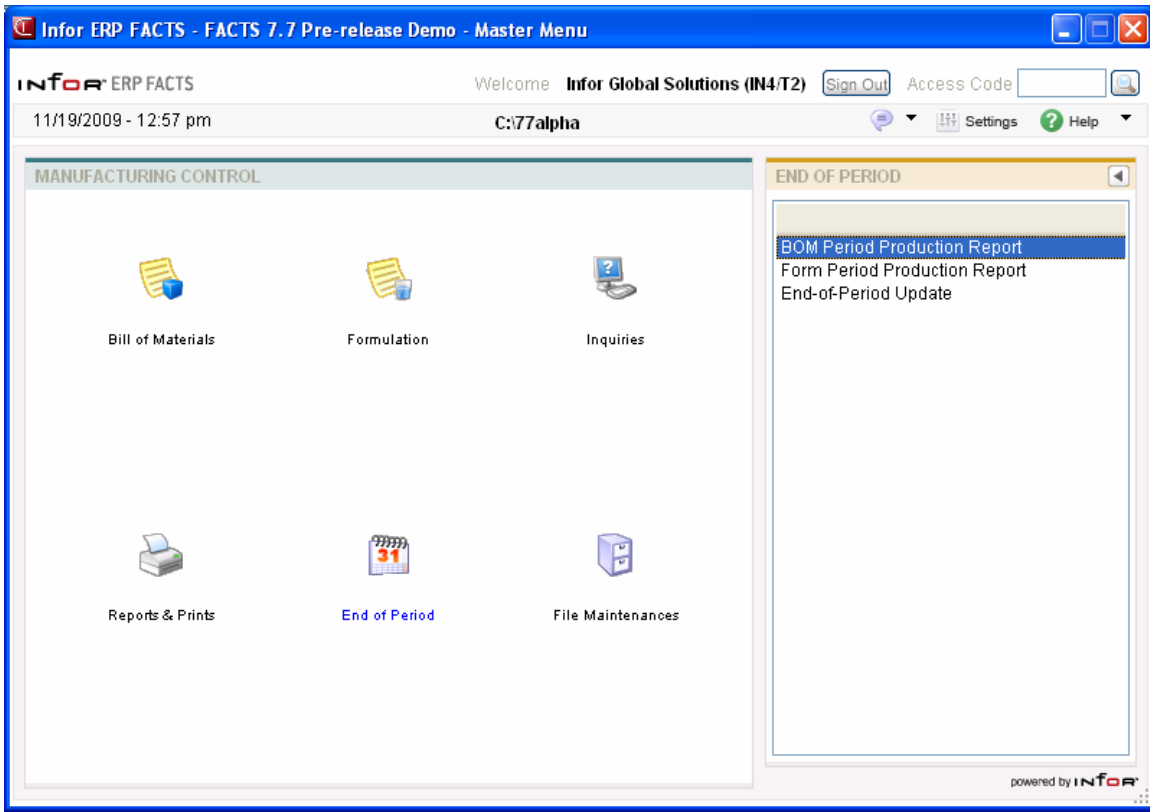 Infor ERP FACTS - FACTS 7.7 Pre-release Demo - Master Menu
INfOR ERP FACTS Welcome Infor Global Solutions (IN4/T2) Sign Out Access Code
11/19/2009 - 12:57 pm C:\77alpha Settings Help
MANUFACTURING CONTROL
Bill of Materials Formulation Inquiries
31
Reports & Prints End of Period File Maintenances
END OF PERIOD
BOM Period Production Report
Form Period Production Report
End-of-Period Update
powered by INfOR